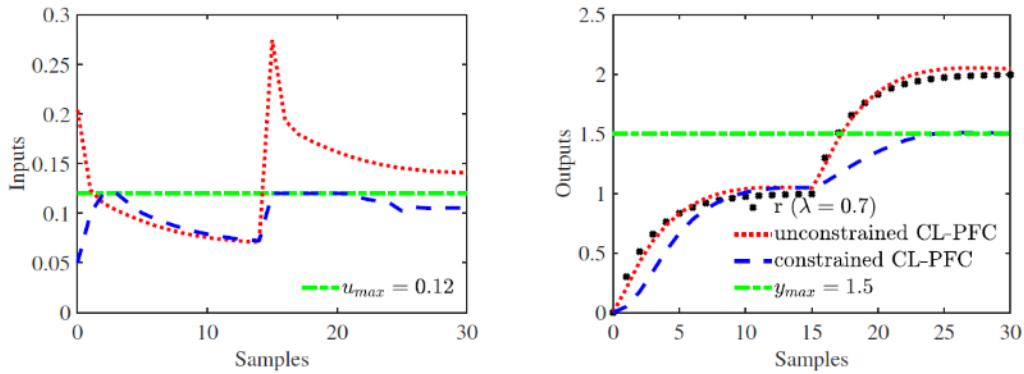 0.3
0.25
0.2
0.15
0.1
0.05
0
Inputs
0 10 20 30
Samples
u_max = 0.12
2.5
2
1.5
1
0.5
0
Outputs
0 5 10 15 20 25 30
Samples
r (λ = 0.7)
unconstrained CL-PFC
constrained CL-PFC
y_max = 1.5